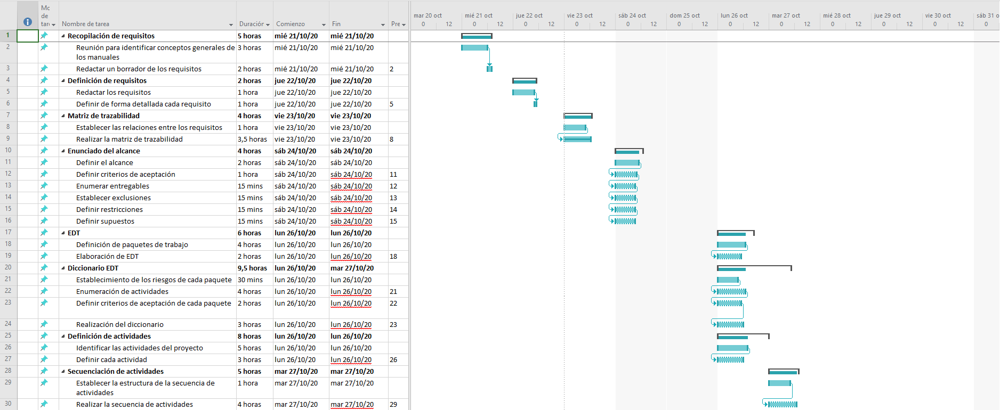 Mc
de
tar
Nombre de tarea Duración Comienzo Fin Pre
mar 20 oct mié 21 oct jue 22 oct vie 23 oct sáb 24 oct dom 25 oct lun 26 oct mar 27 oct mié 28 oct jue 29 oct vie 30 oct sáb 31 o
0 12 0 12 0 12 0 12 0 12 0 12 0 12 0 12 0 12 0 12 0 12 0
1 Recopilación de requisitos 5 horas mié 21/10/20 mié 21/10/20
2 Reunión para identificar conceptos generales de 3 horas mié 21/10/20 mié 21/10/20
los manuales
3 Redactar un borrador de los requisitos 2 horas mié 21/10/20 mié 21/10/20 2
4 Definición de requisitos 2 horas jue 22/10/20 jue 22/10/20
5 Redactar los requisitos 1 hora jue 22/10/20 jue 22/10/20
6 Definir de forma detallada cada requisito 1 hora jue 22/10/20 jue 22/10/20 5
7 Matriz de trazabilidad 4 horas vie 23/10/20 vie 23/10/20
8 Establecer las relaciones entre los requisitos 1 hora vie 23/10/20 vie 23/10/20
9 Realizar la matriz de trazabilidad 3,5 horas vie 23/10/20 vie 23/10/20 8
10 Enunciado del alcance 4 horas sáb 24/10/20 sáb 24/10/20
11 Definir el alcance 2 horas sáb 24/10/20 sáb 24/10/20
12 Definir criterios de aceptación 1 hora sáb 24/10/20 sáb 24/10/20 11
13 Enumerar entregables 15 mins sáb 24/10/20 sáb 24/10/20 12
14 Establecer exclusiones 15 mins sáb 24/10/20 sáb 24/10/20 13
15 Definir restricciones 15 mins sáb 24/10/20 sáb 24/10/20 14
16 Definir supuestos 15 mins sáb 24/10/20 sáb 24/10/20 15
17 EDT 6 horas lun 26/10/20 lun 26/10/20
18 Definición de paquetes de trabajo 4 horas lun 26/10/20 lun 26/10/20
19 Elaboración de EDT 2 horas lun 26/10/20 lun 26/10/20 18
20 Diccionario EDT 9,5 horas lun 26/10/20 mar 27/10/20
21 Establecimiento de los riesgos de cada paquete 30 mins lun 26/10/20 lun 26/10/20
22 Enumeración de actividades 4 horas lun 26/10/20 lun 26/10/20 21
23 Definir criterios de aceptación de cada paquete 2 horas lun 26/10/20 lun 26/10/20 22
24 Realización del diccionario 3 horas lun 26/10/20 lun 26/10/20 23
25 Definición de actividades 8 horas lun 26/10/20 lun 26/10/20
26 Identificar las actividades del proyecto 5 horas lun 26/10/20 lun 26/10/20
27 Definir cada actividad 3 horas lun 26/10/20 lun 26/10/20 26
28 Secuenciación de actividades 5 horas mar 27/10/20 mar 27/10/20
29 Establecer la estructura de la secuencia de 1 hora mar 27/10/20 mar 27/10/20
actividades
30 Realizar la secuencia de actividades 4 horas mar 27/10/20 mar 27/10/20 29